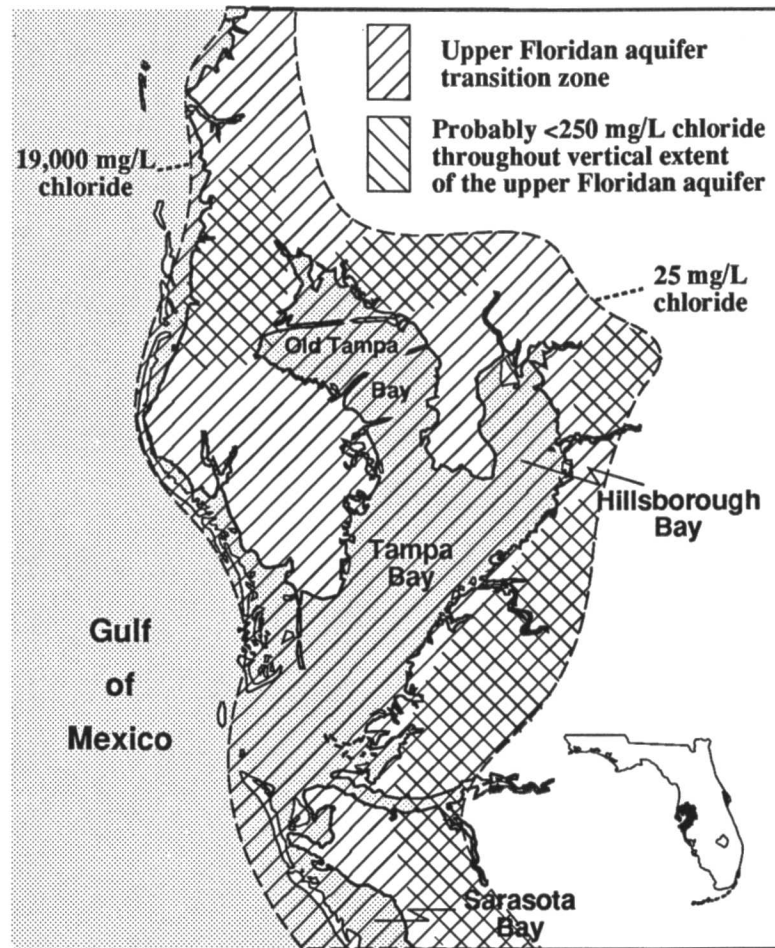 Upper Floridan aquifer
transition zone
Probably <250 mg/L chloride
throughout vertical extent
of the upper Floridan aquifer
19,000 mg/L
chloride
25 mg/L
chloride
Old Tampa
Bay
Hillsborough
Bay
Tampa
Bay
Gulf
of
Mexico
Sarasota
Bay